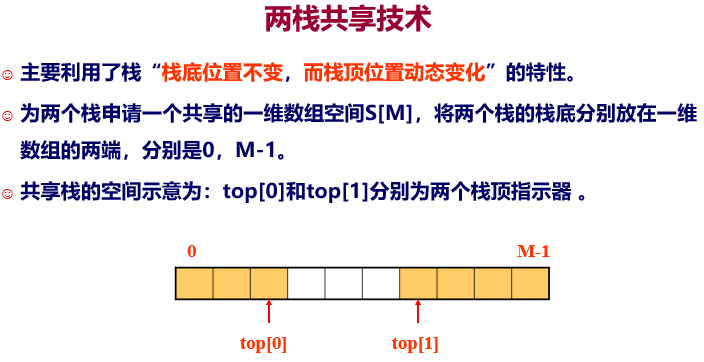 两栈共享技术
主要利用了栈“栈底位置不变，而栈顶位置动态变化”的特性。
为两个栈申请一个共享的一维数组空间S[M]，将两个栈的栈底分别放在一维
数组的两端，分别是0，M-1。
共享栈的空间示意为：top[0]和top[1]分别为两个栈顶指示器 。
0 M-1
top[0] top[1]